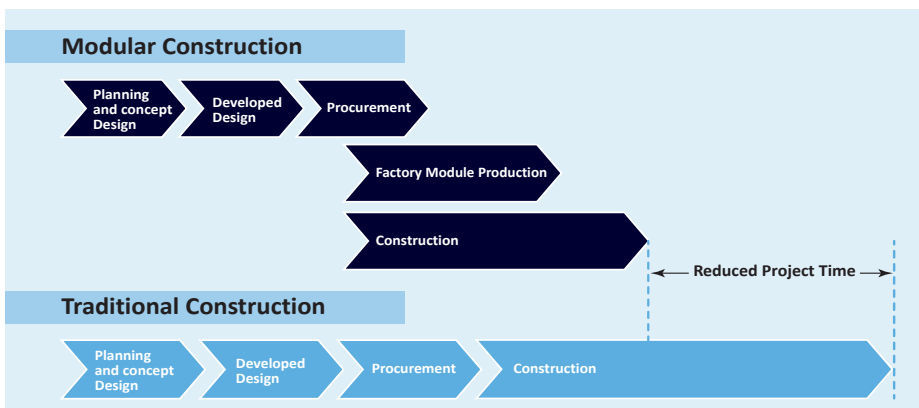 Modular Construction
Planning
and concept
Design
Developed
Design
Procurement
Factory Module Production
Construction
Reduced Project Time
Traditional Construction
Planning
and concept
Design
Developed
Design
Procurement
Construction